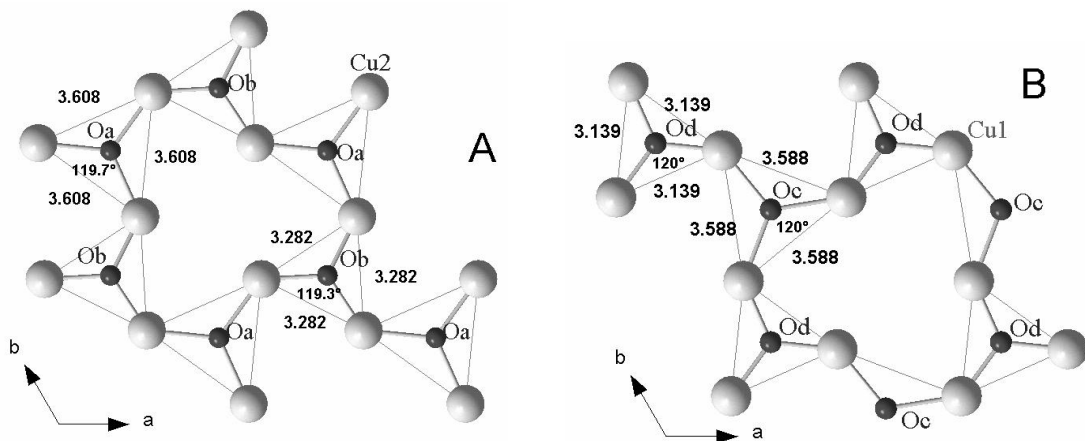 Cu2
Ob
3.608
Oa
Oa
A
119.7°
3.608
3.608
3.282
Ob
Ob
3.282
119.3°
3.282
Oa
Oa
b
a
B
3.139
Od
Od
3.139
Cu1
120°
3.588
3.139
Oc
Oc
3.588
120°
3.588
Od
Od
b
Oc
a